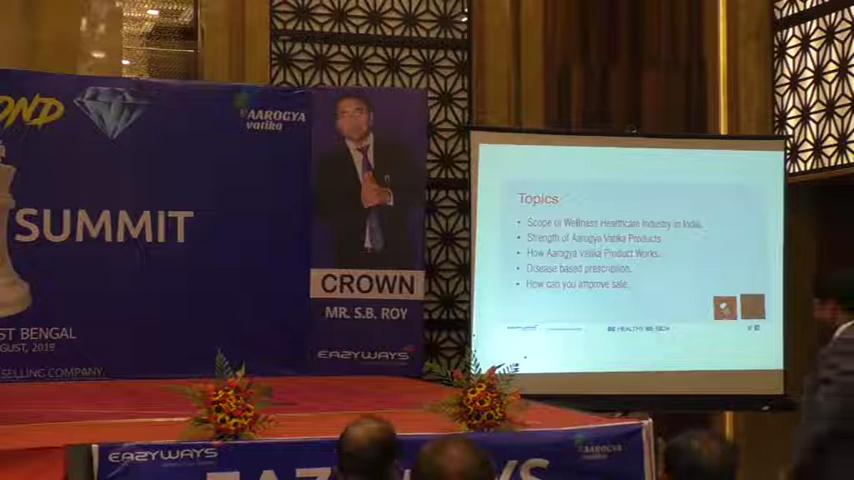 OND
AAROGYA
vatika
SUMMIT
CROWN
MR. S.B. ROY
EAZYWAYS
ST BENGAL
AUGUST, 2019
SELLING COMPANY
Topics
• Scope of Wellness Healthcare Industry in India.
• Strength of Aarogya Vatika Products
• How Aarogya Vatika Product Works.
• Disease based prescription.
• How can you improve sale.
BE HEALTHY BE RICH
EAZYWAYS
AAROGYA